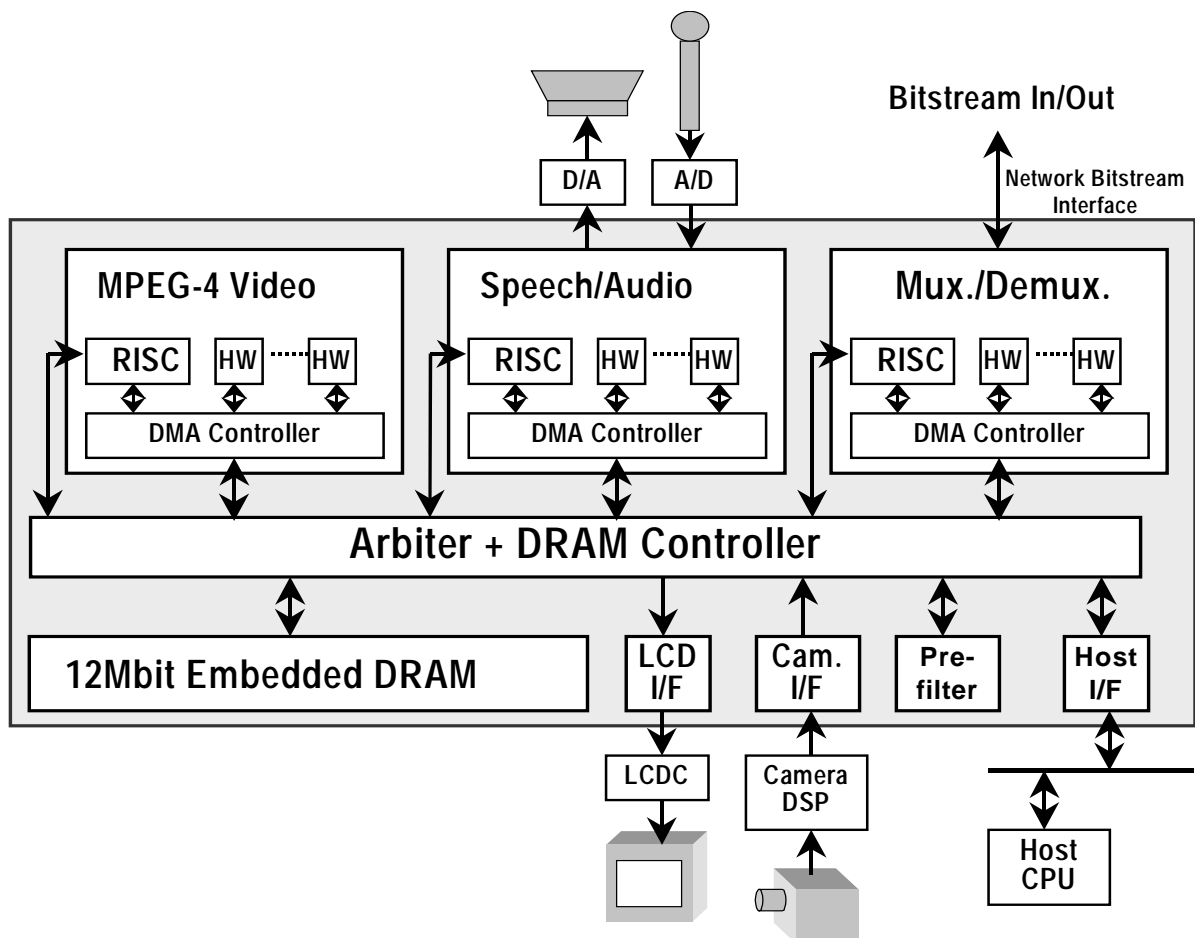 Bitstream In/Out
D/A
A/D
Network Bitstream
Interface
MPEG-4 Video
RISC
HW
HW
DMA Controller
Speech/Audio
RISC
HW
HW
DMA Controller
Mux./Demux.
RISC
HW
HW
DMA Controller
Arbiter + DRAM Controller
12Mbit Embedded DRAM
LCD
I/F
Cam.
I/F
Pre-
filter
Host
I/F
LCDC
Camera
DSP
Host
CPU